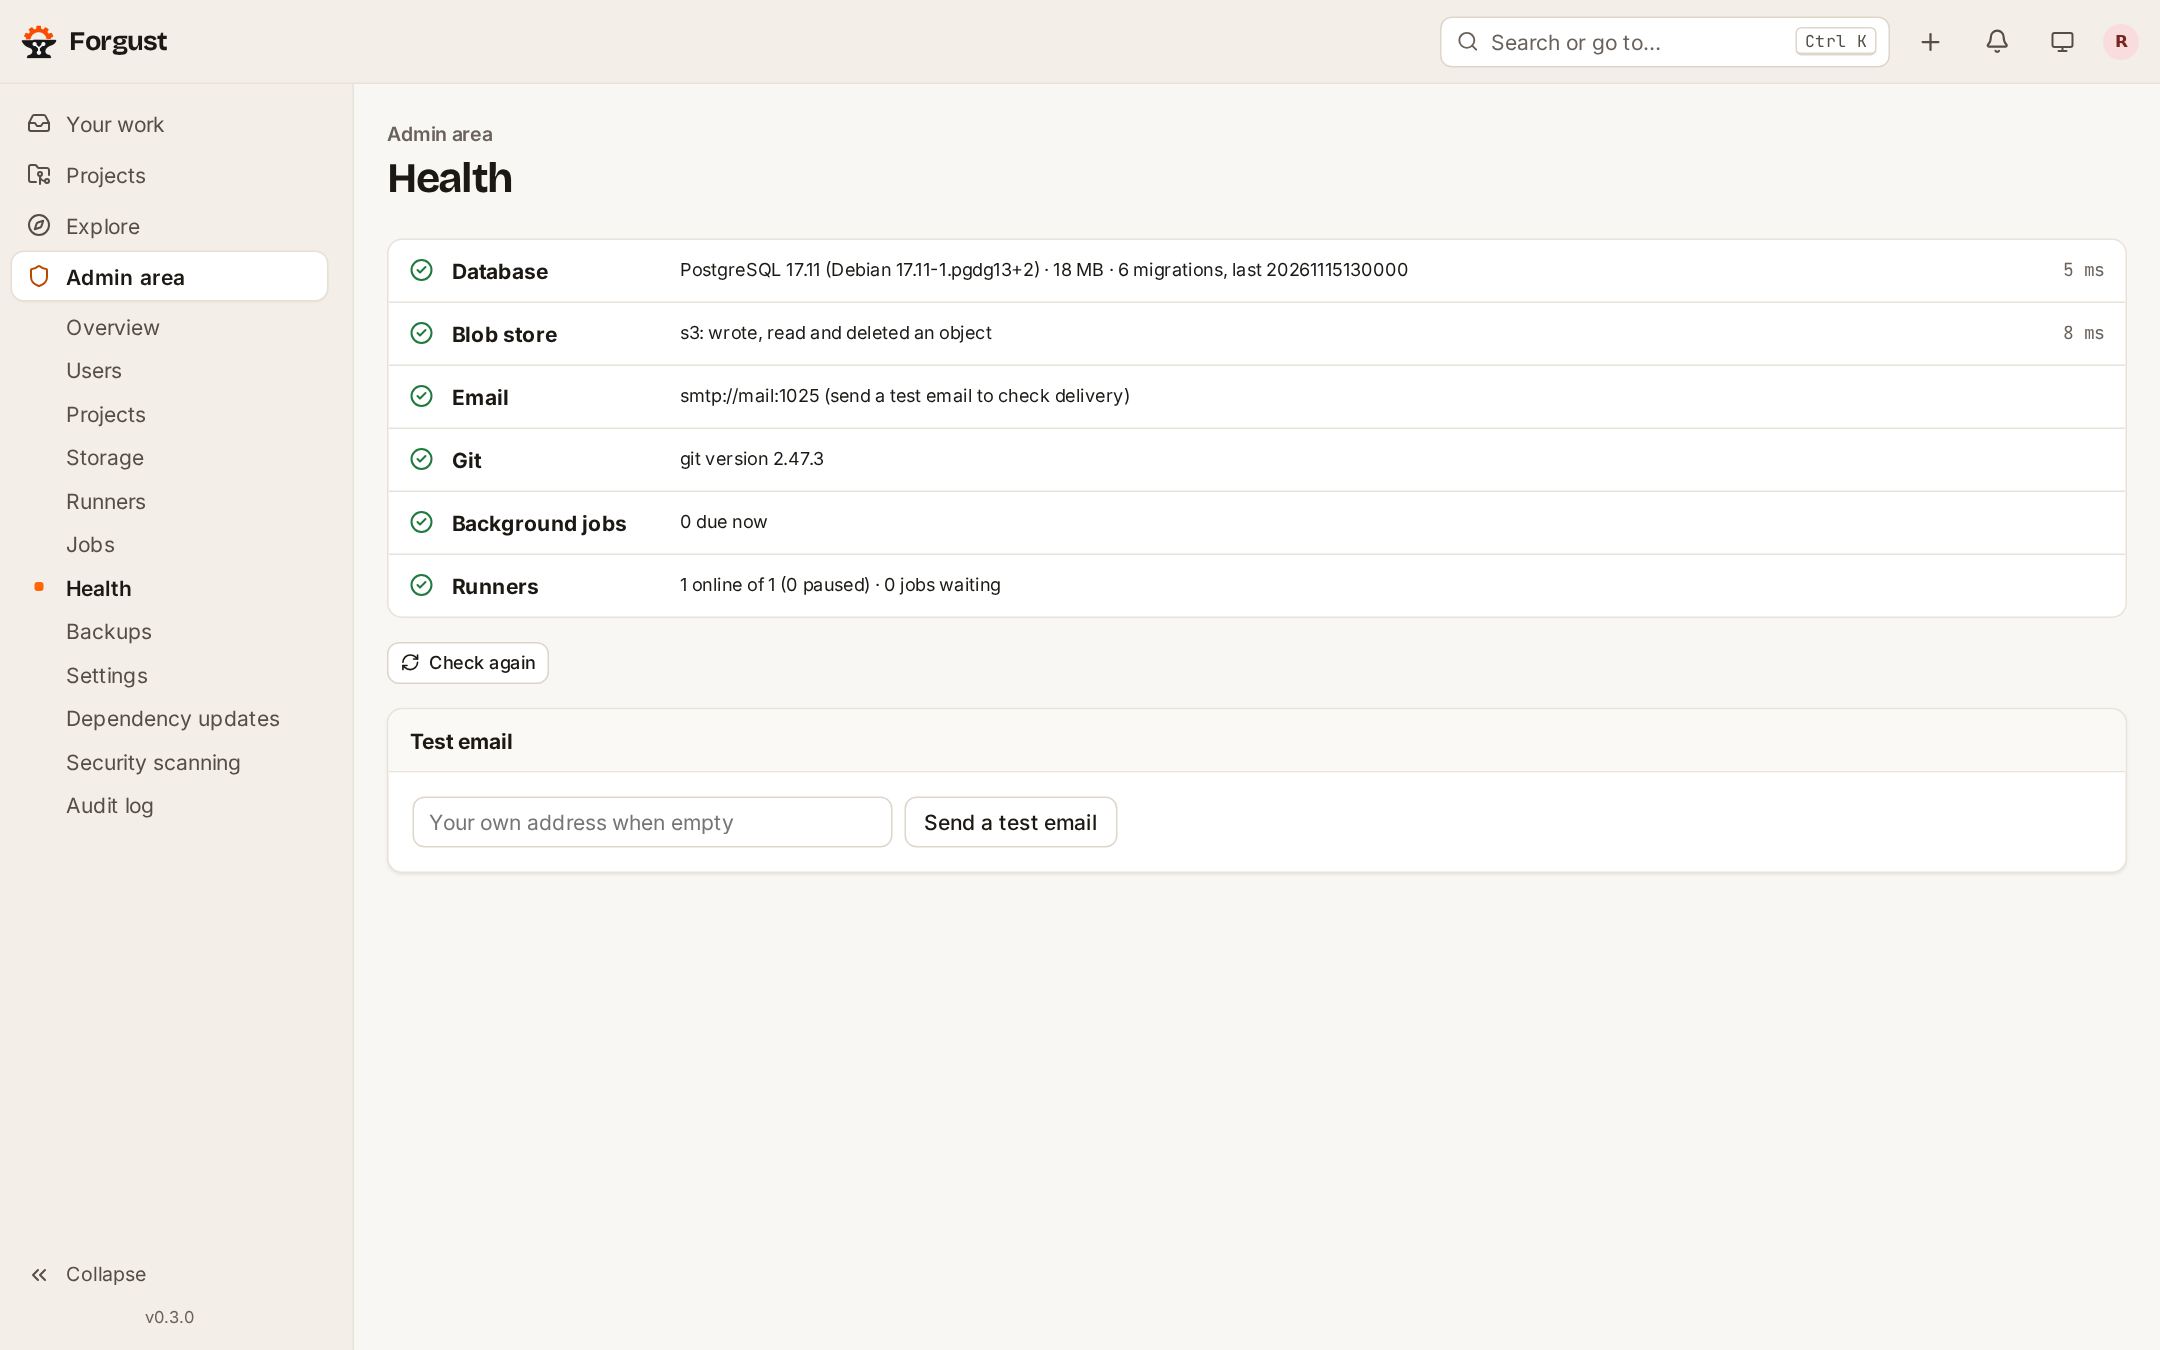 Forgust
Search or go to...
Ctrl K
R
Your work
Projects
Explore
Admin area
Overview
Users
Projects
Storage
Runners
Jobs
Health
Backups
Settings
Dependency updates
Security scanning
Audit log
Collapse
v0.3.0
Admin area
Health
Database PostgreSQL 17.11 (Debian 17.11-1.pgdg13+2) · 18 MB · 6 migrations, last 20261115130000 5 ms
Blob store s3: wrote, read and deleted an object 8 ms
Email smtp://mail:1025 (send a test email to check delivery)
Git git version 2.47.3
Background jobs 0 due now
Runners 1 online of 1 (0 paused) · 0 jobs waiting
Check again
Test email
Your own address when empty Send a test email